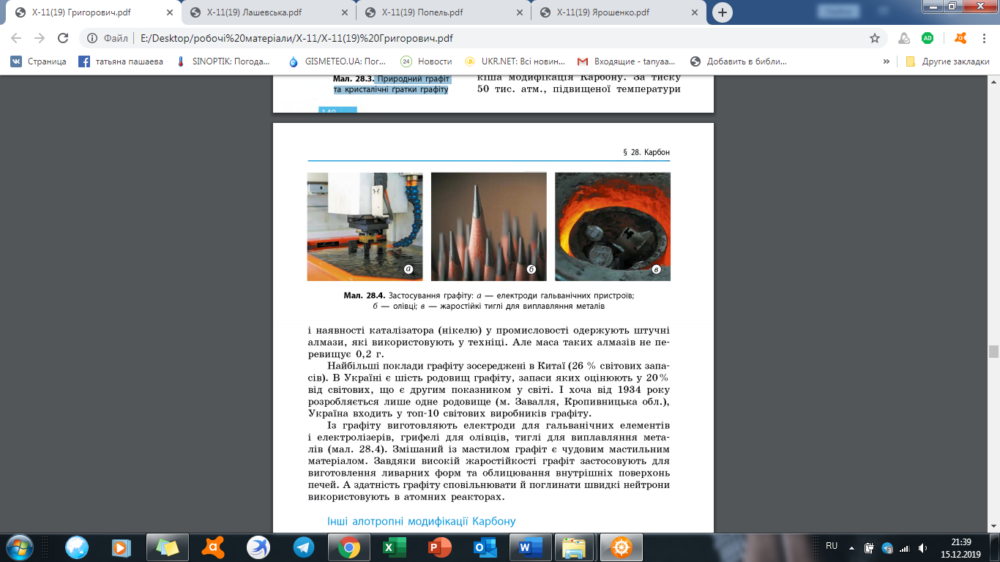 Х-11(19) Григорович.pdf
Х-11(19) Лашевська.pdf
Х-11(19) Попель.pdf
Х-11(19) Ярошенко.pdf
Файл
E:/Desktop/робочі%20матеріали/Х-11/Х-11(19)%20Григорович.pdf
Страница
татьяна пашаева
SINOPTIK: Погода...
GISMETEO.UA: Пог...
24
Новости
UKR.NET: Всі новин...
Входящие - tanyaa...
Добавить в библи...
»
Другие закладки
Мал. 28.3. Природний графіт
та кристалічні ґратки графіту
кіша модифікація Карбону. За тиску
50 тис. атм., підвищеної температури
§ 28. Карбон
а
б
в
Мал. 28.4. Застосування графіту: а — електроди гальванічних пристроїв;
б — олівці; в — жаростійкі тиглі для виплавляння металів
і наявності каталізатора (нікелю) у промисловості одержують штучні
алмази, які використовують у техніці. Але маса таких алмазів не пе-
ревищує 0,2 г.
Найбільші поклади графіту зосереджені в Китаї (26 % світових запа-
сів). В Україні є шість родовищ графіту, запаси яких оцінюють у 20 %
від світових, що є другим показником у світі. І хоча від 1934 року
розробляється лише одне родовище (м. Завалля, Кропивницька обл.),
Україна входить у топ-10 світових виробників графіту.
Із графіту виготовляють електроди для гальванічних елементів
і електролізерів, грифелі для олівців, тиглі для виплавляння мета-
лів (мал. 28.4). Змішаний із мастилом графіт є чудовим мастильним
матеріалом. Завдяки високій жаростійкості графіт застосовують для
виготовлення ливарних форм та облицювання внутрішніх поверхонь
печей. А здатність графіту сповільнювати й поглинати швидкі нейтрони
використовують в атомних реакторах.
Інші алотропні модифікації Карбону
RU
21:39
15.12.2019